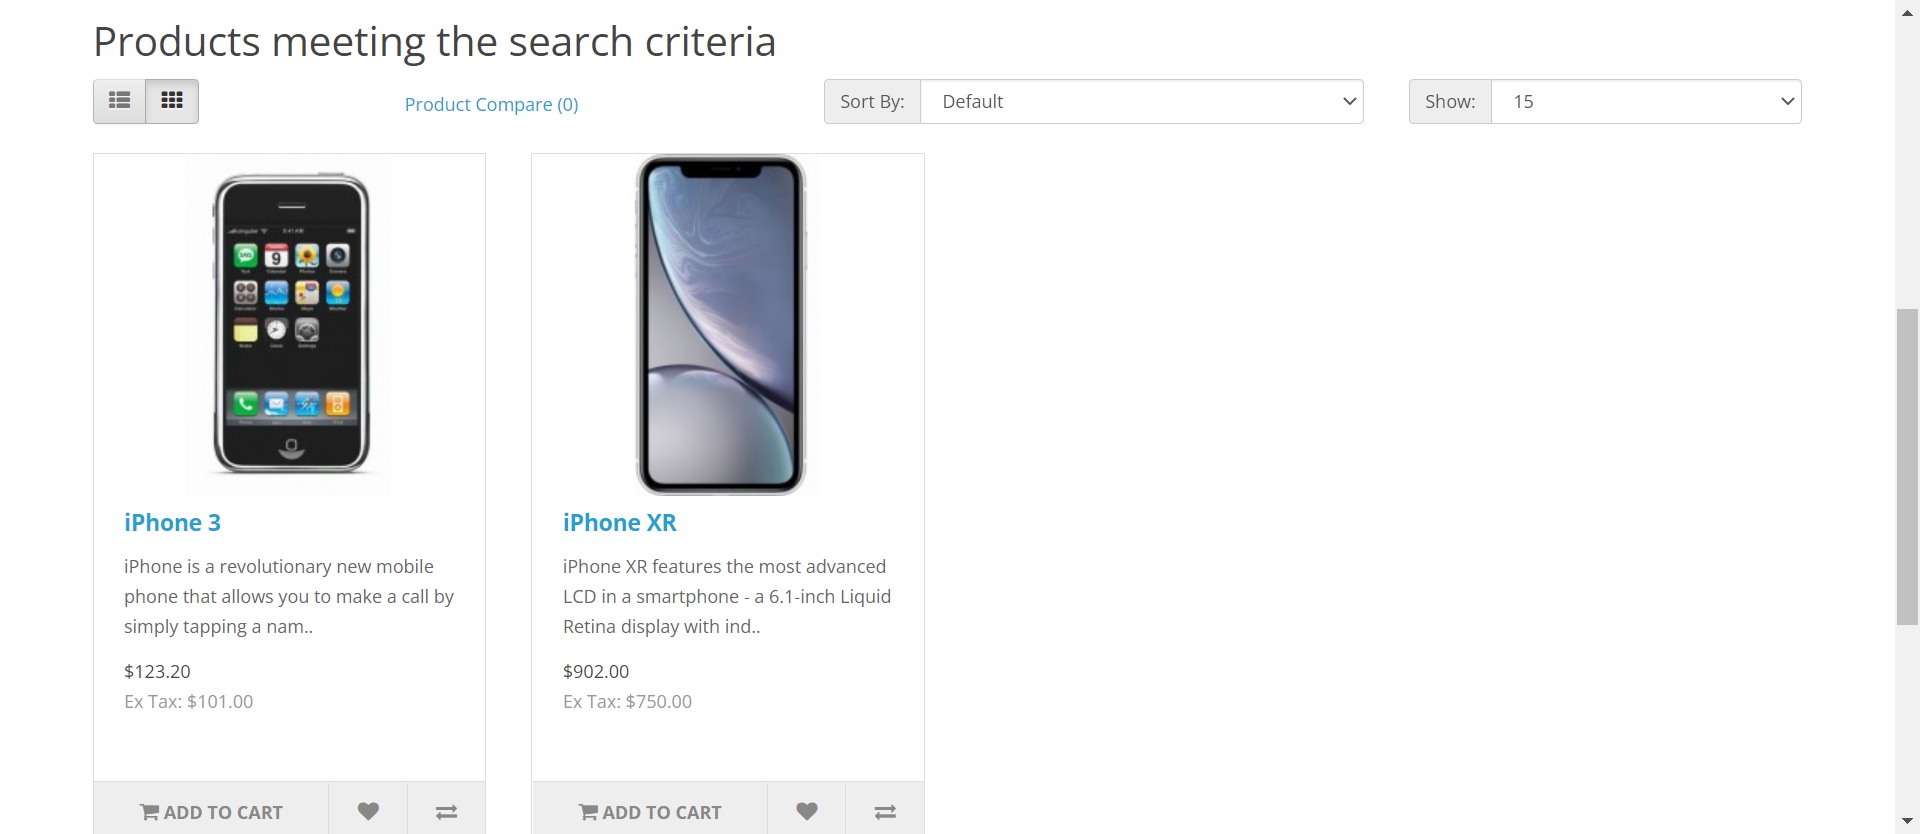 Products meeting the search criteria
Product Compare (0)
Sort By:
Default
Show:
15
9
iPhone 3
iPhone is a revolutionary new mobile
phone that allows you to make a call by
simply tapping a nam..
$123.20
Ex Tax: $101.00
ADD TO CART
iPhone XR
iPhone XR features the most advanced
LCD in a smartphone - a 6.1-inch Liquid
Retina display with ind..
$902.00
Ex Tax: $750.00
ADD TO CART